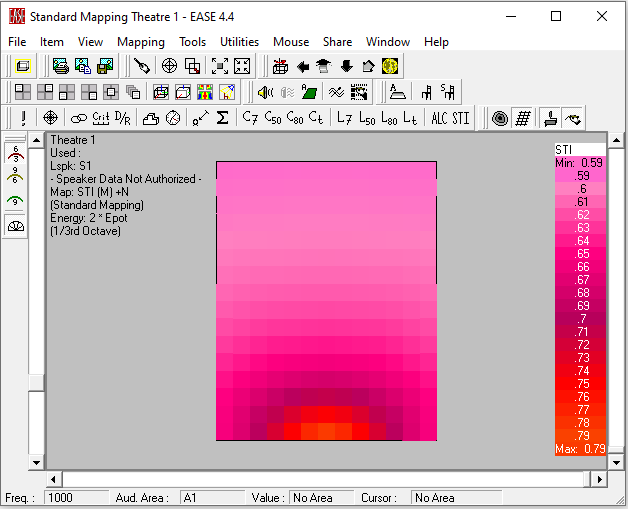 EASE Standard Mapping Theatre 1 - EASE 4.4
File Item View Mapping Tools Utilities Mouse Share Window Help
! Crit D/R Σ C7 C50 C80 Ct L7 L50 L80 Lt ALC STI
Theatre 1
Used :
Lspk: S1
- Speaker Data Not Authorized -
Map: STI (M) +N
(Standard Mapping)
Energy: 2 * Epot
(1/3rd Octave)
STI
Min: 0.59
.59
.6
.61
.62
.63
.64
.65
.66
.67
.68
.69
.7
.71
.72
.73
.74
.75
.76
.77
.78
.79
Max: 0.79
Freq. : 1000 Aud. Area : A1 Value : No Area Cursor : No Area